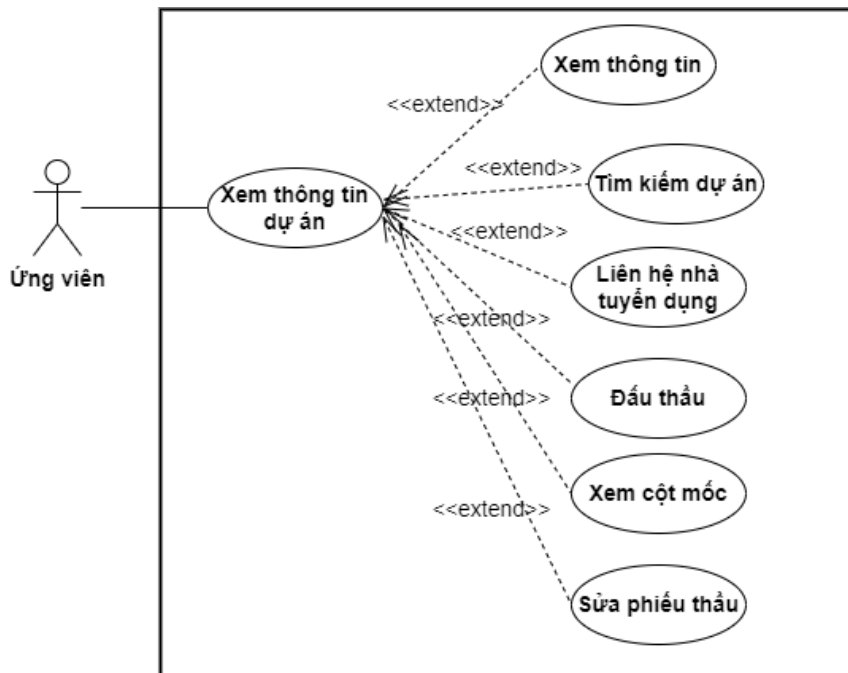 Xem thông tin
<<extend>>
<<extend>>
Tìm kiếm dự án
Xem thông tin
dự án
<<extend>>
Ứng viên
Liên hệ nhà
tuyển dụng
<<extend>>
<<extend>>
Đấu thầu
Xem cột mốc
<<extend>>
Sửa phiếu thầu